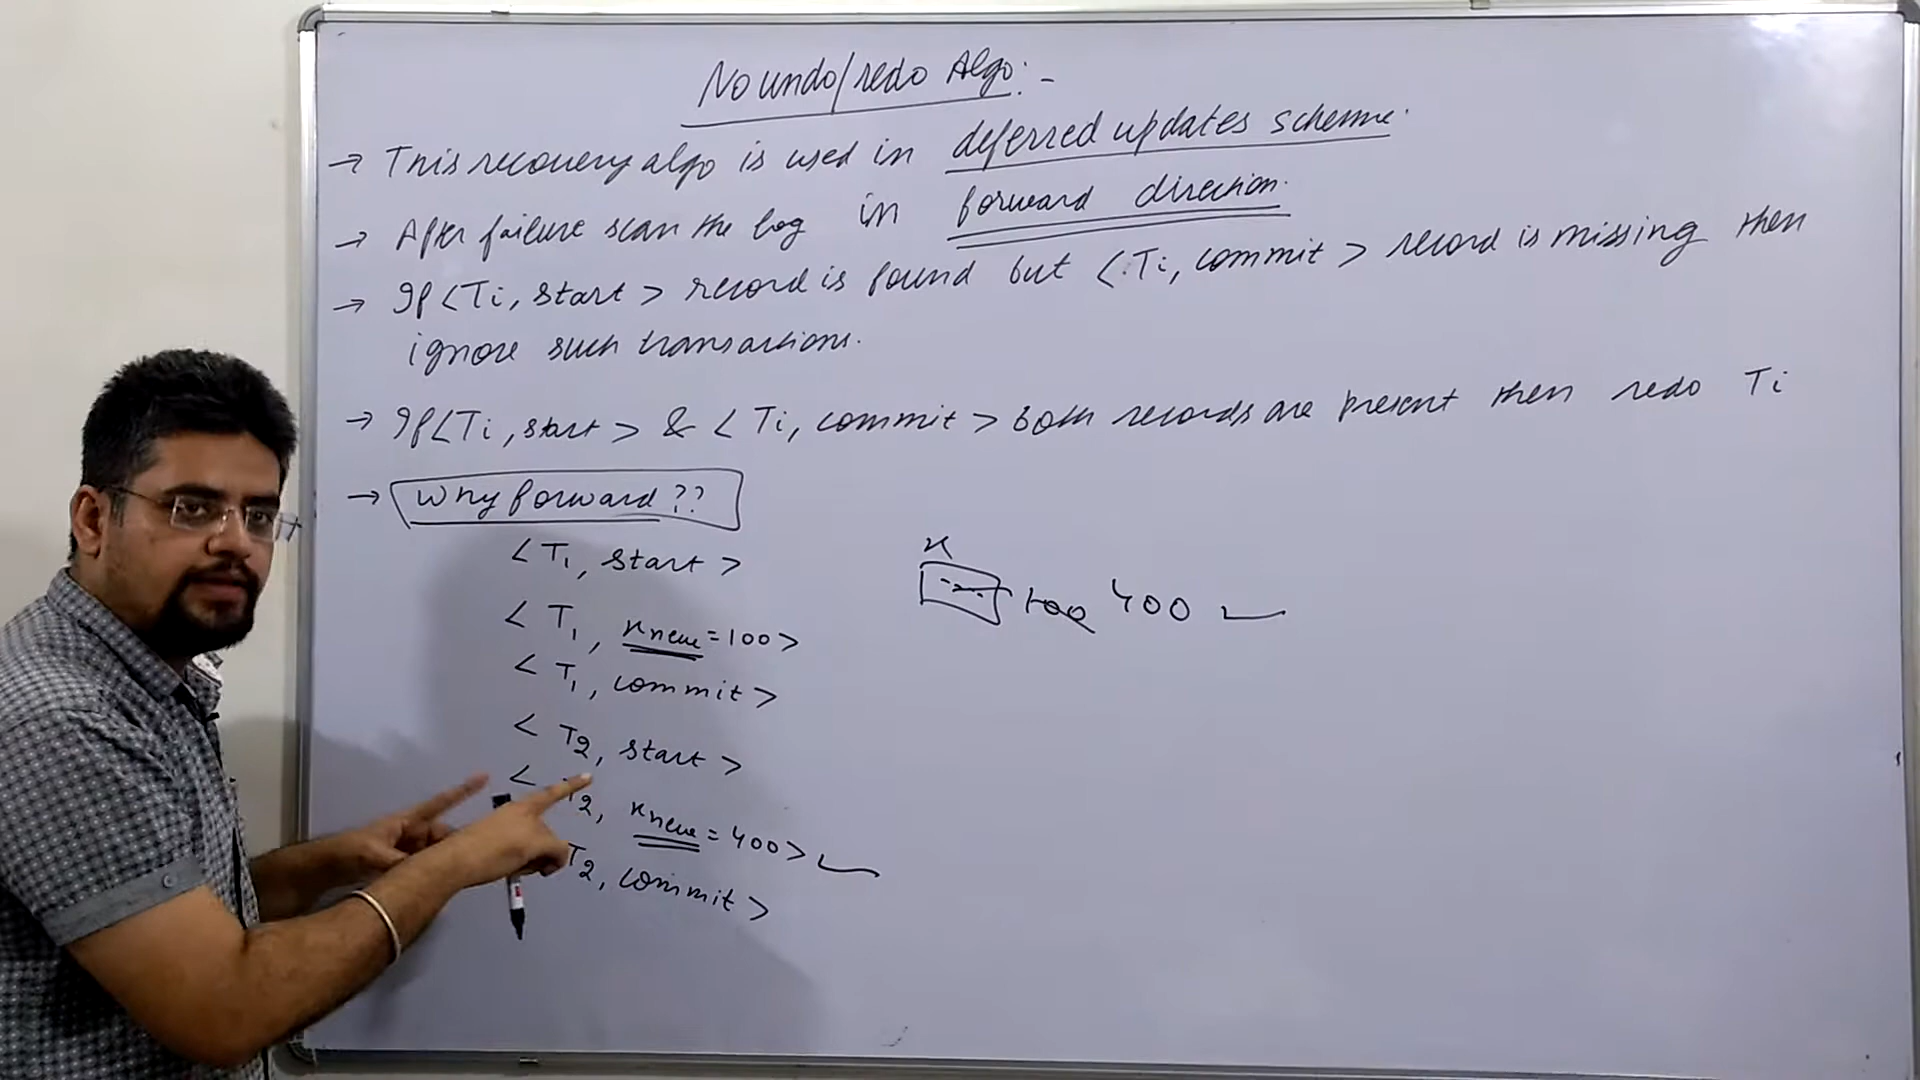 No undo/redo Algo:-
→ This recovery algo is used in deferred updates scheme.
→ After failure scan the log in forward direction.
→ If <Ti, start> record is found but <Ti, commit> record is missing then
ignore such transactions.
→ If <Ti, start> & <Ti, commit> both records are present then redo Ti
→ Why forward??
<T1, start>
<T1, xnew=100>
<T1, commit>
<T2, start>
<T2, xnew=400>
T2, commit>
x
100 400